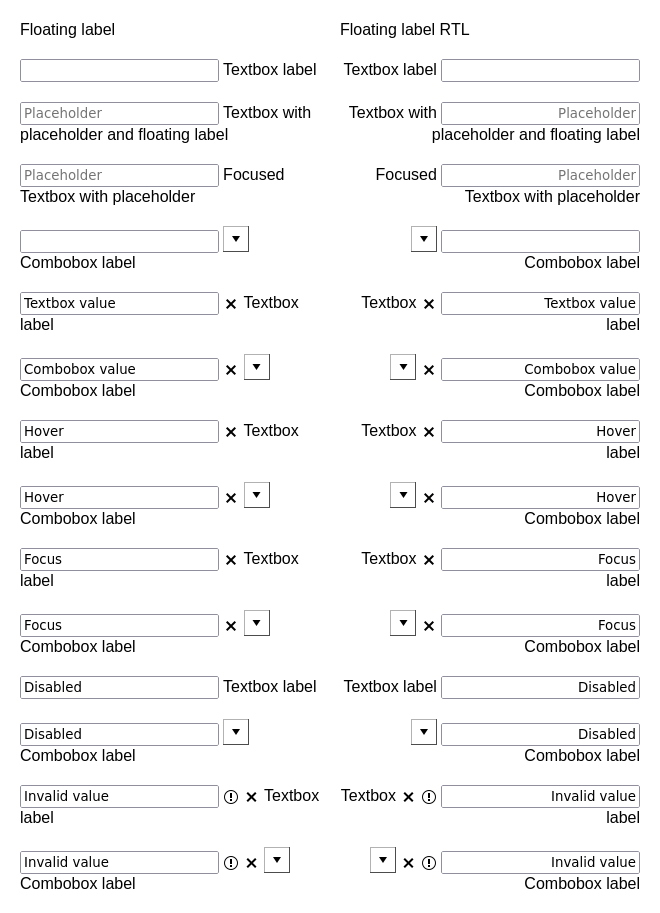 Floating label
Floating label RTL
Textbox label
Textbox label
Placeholder Textbox with
placeholder and floating label
Textbox with Placeholder
placeholder and floating label
Placeholder Focused
Textbox with placeholder
Focused Placeholder
Textbox with placeholder
Combobox label
Combobox label
Textbox value Textbox
label
Textbox Textbox value
label
Combobox value
Combobox label
Combobox value
Combobox label
Hover Textbox
label
Textbox Hover
label
Hover
Combobox label
Hover
Combobox label
Focus Textbox
label
Textbox Focus
label
Focus
Combobox label
Focus
Combobox label
Disabled Textbox label
Textbox label Disabled
Disabled
Combobox label
Disabled
Combobox label
Invalid value Textbox
label
Textbox Invalid value
label
Invalid value
Combobox label
Invalid value
Combobox label